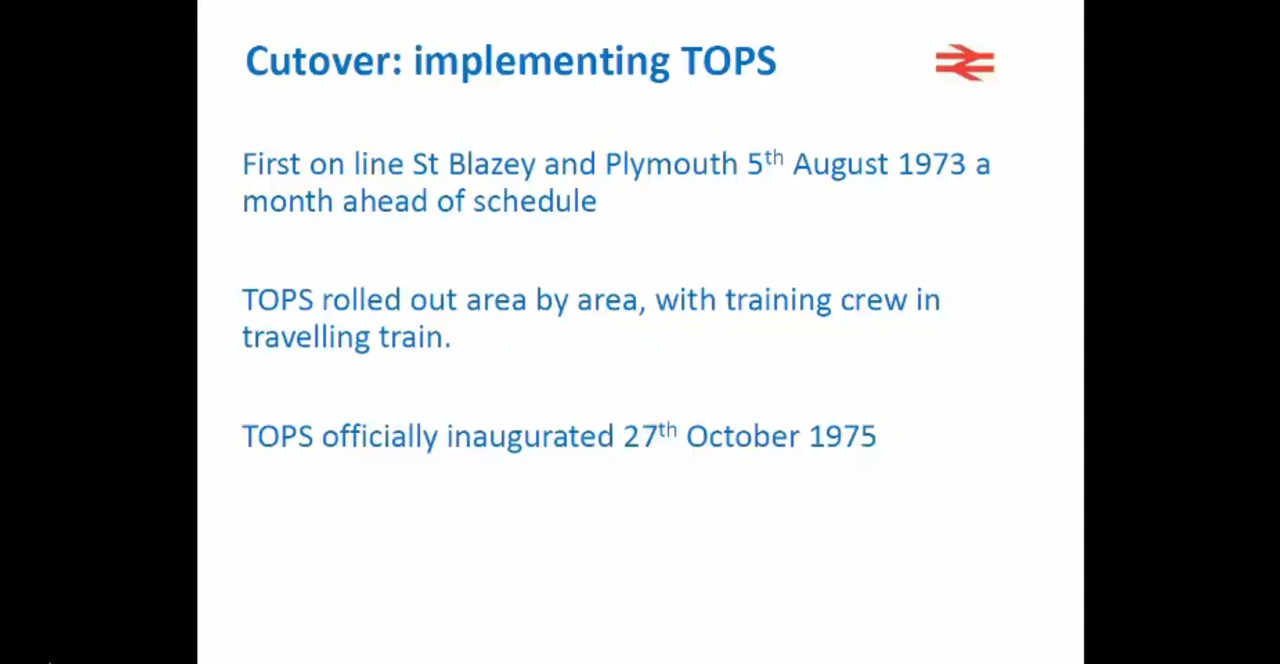 Cutover: implementing TOPS
First on line St Blazey and Plymouth 5th August 1973 a
month ahead of schedule
TOPS rolled out area by area, with training crew in
travelling train.
TOPS officially inaugurated 27th October 1975